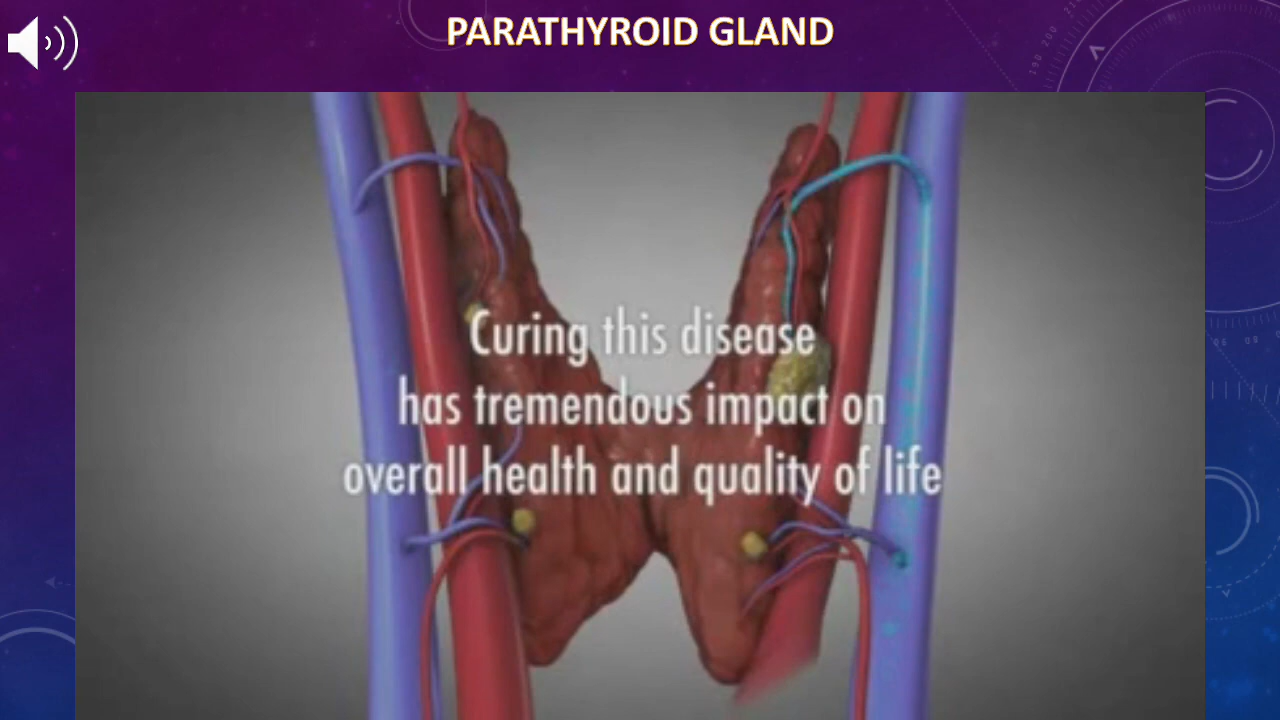 PARATHYROID GLAND
Curing this disease
has tremendous impact on
overall health and quality of life